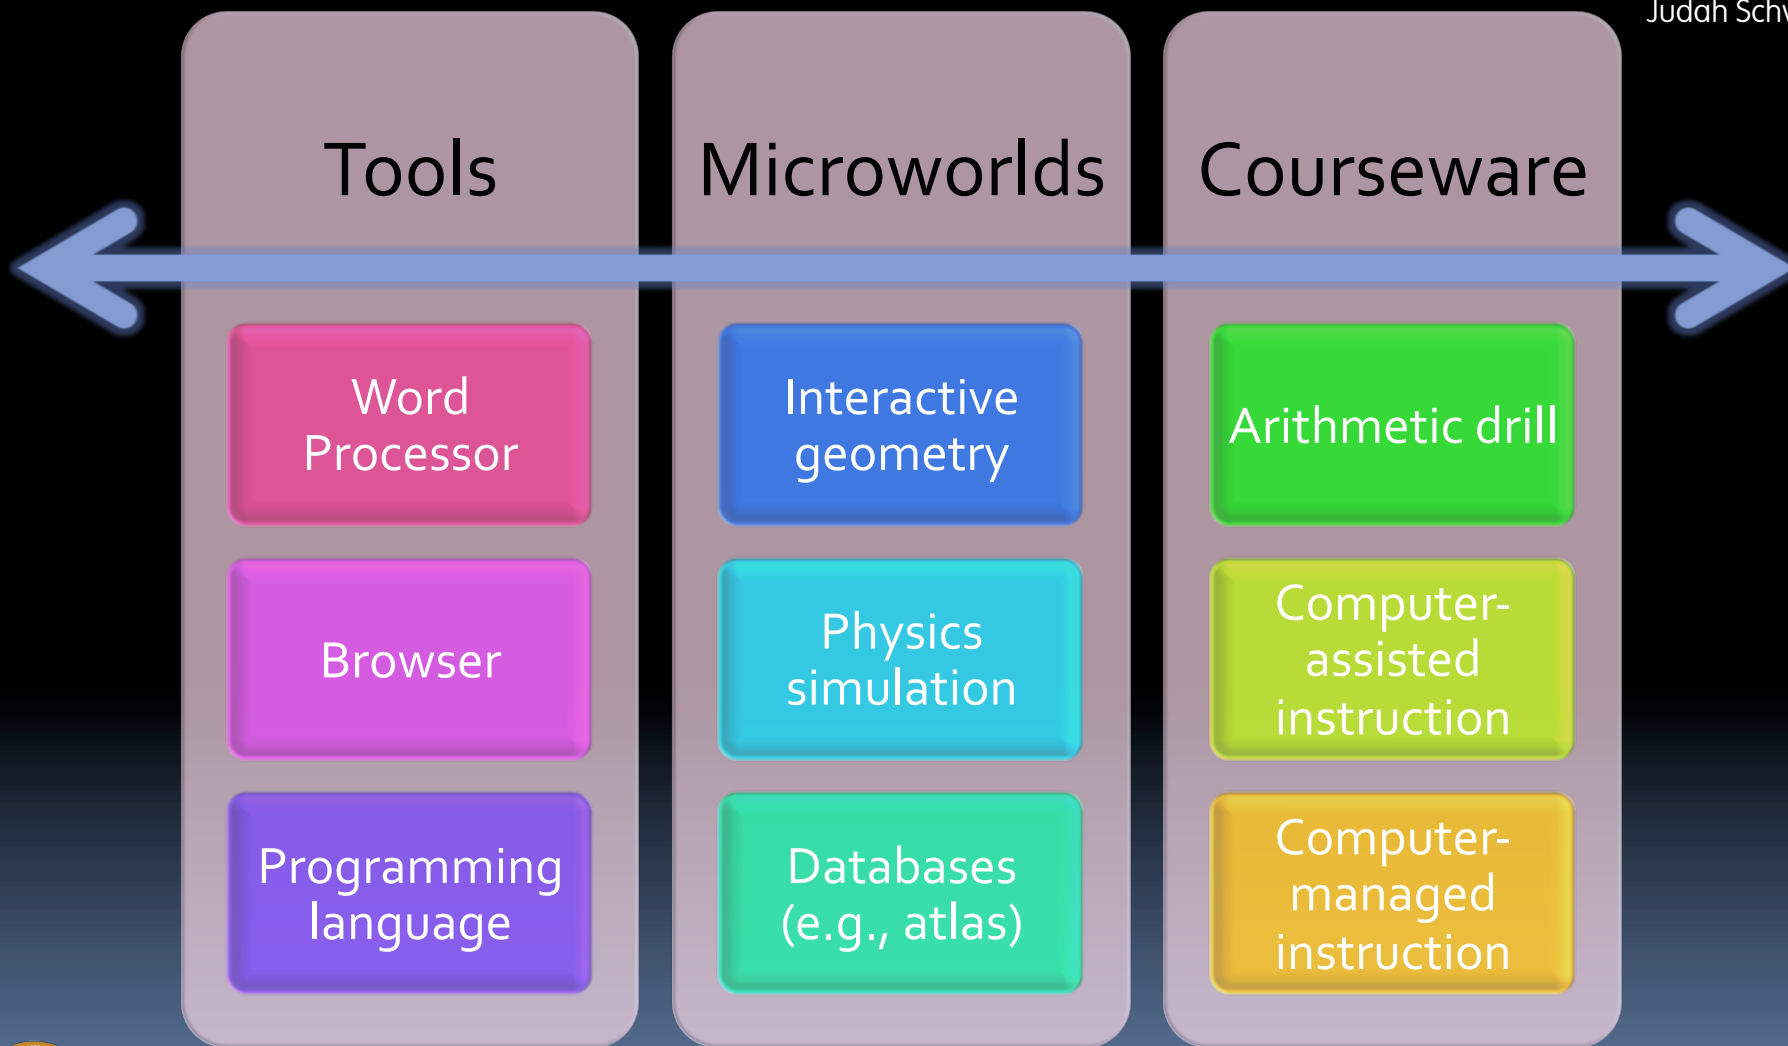 Judah
Tools
Microworlds
Courseware
Word
Processor
Browser
Programming
language
Interactive
geometry
Physics
simulation
Databases
(e.g., atlas)
Arithmetic drill
Computer-
assisted
instruction
Computer-
managed
instruction